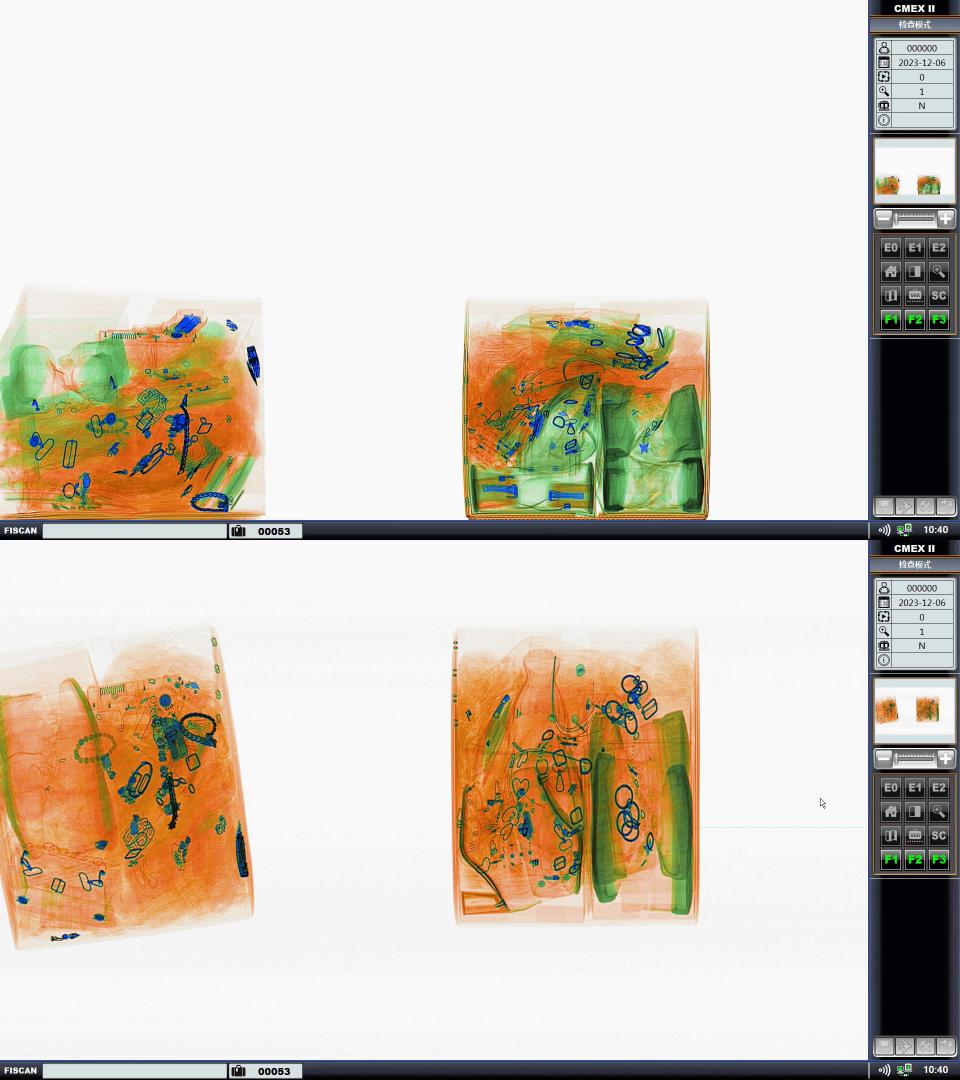 CMEX II
检查模式
000000
2023-12-06
0
1
N
E0 E1 E2
SC
F1 F2 F3
FISCAN 00053 10:40
CMEX II
检查模式
000000
2023-12-06
0
1
N
E0 E1 E2
SC
F1 F2 F3
FISCAN 00053 10:40